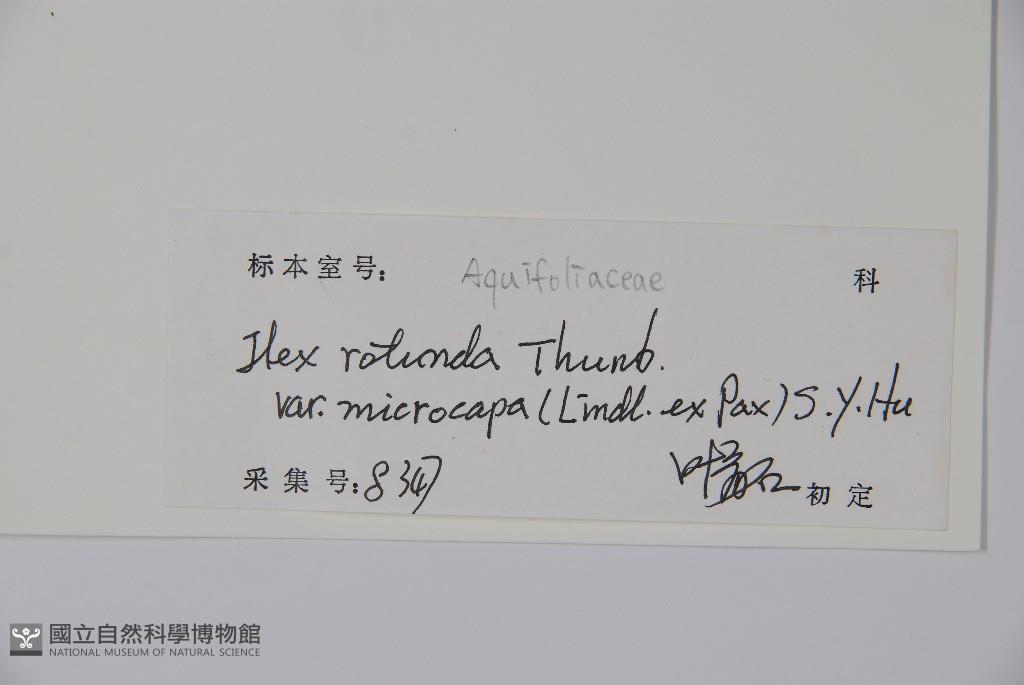 标本室号: Aquifoliaceae 科
Ilex rotunda Thunb.
var. microcapa (Lindl. ex Pax) S.Y.Hu
采集号: 8347 叶 初定
國立自然科學博物館
NATIONAL MUSEUM OF NATURAL SCIENCE